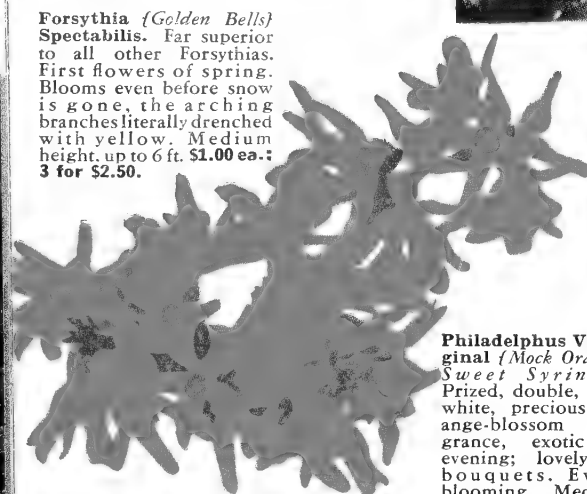 Forsythia {Golden Bells}
Spectabilis. Far superior
to all other Forsythias.
First flowers of spring.
Blooms even before snow
is gone, the arching
branches literally drenched
with yellow. Medium
height, up to 6 ft. $1.00 ea.:
3 for $2.50.
Philadelphus V
ginal {Mock Ora
Sweet Syrin
Prized, double,
white, precious
ange-blossom
grance, exotic
evening; lovely
bouquets. Ev
blooming. Med